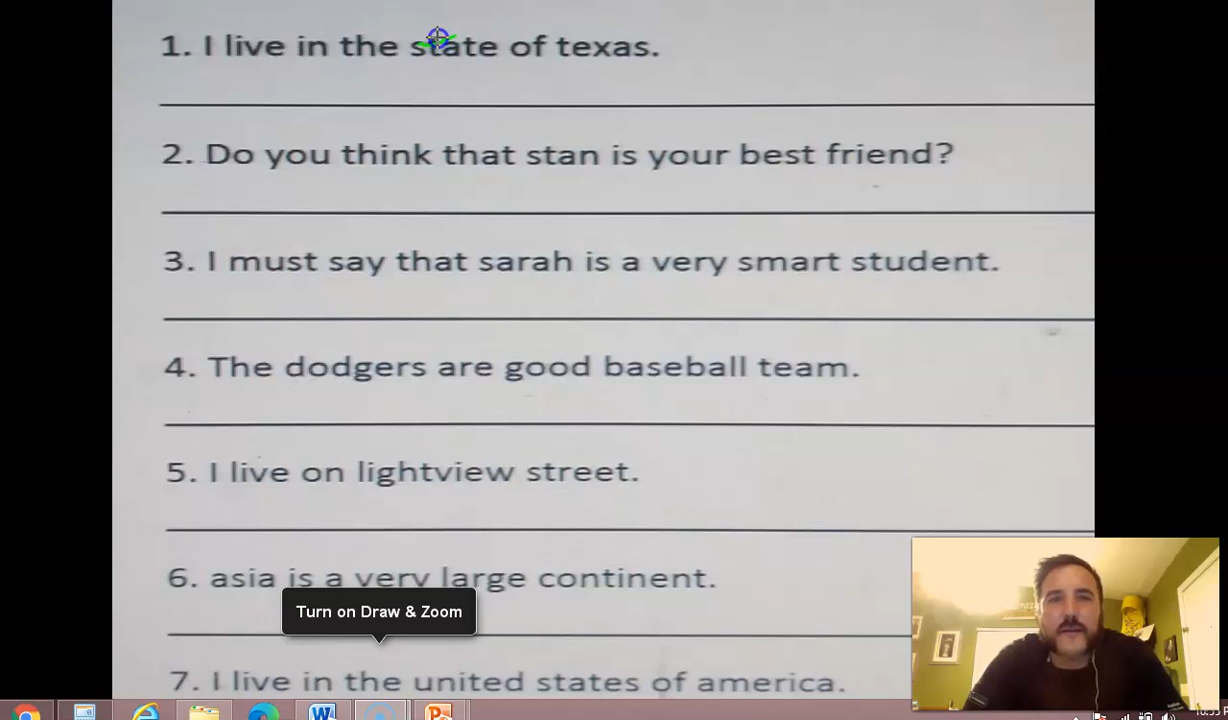 1. I live in the state of texas.
2. Do you think that stan is your best friend?
3. I must say that sarah is a very smart student.
4. The dodgers are good baseball team.
5. I live on lightview street.
6. asia is a very large continent.
Turn on Draw & Zoom
7. I live in the united states of america.